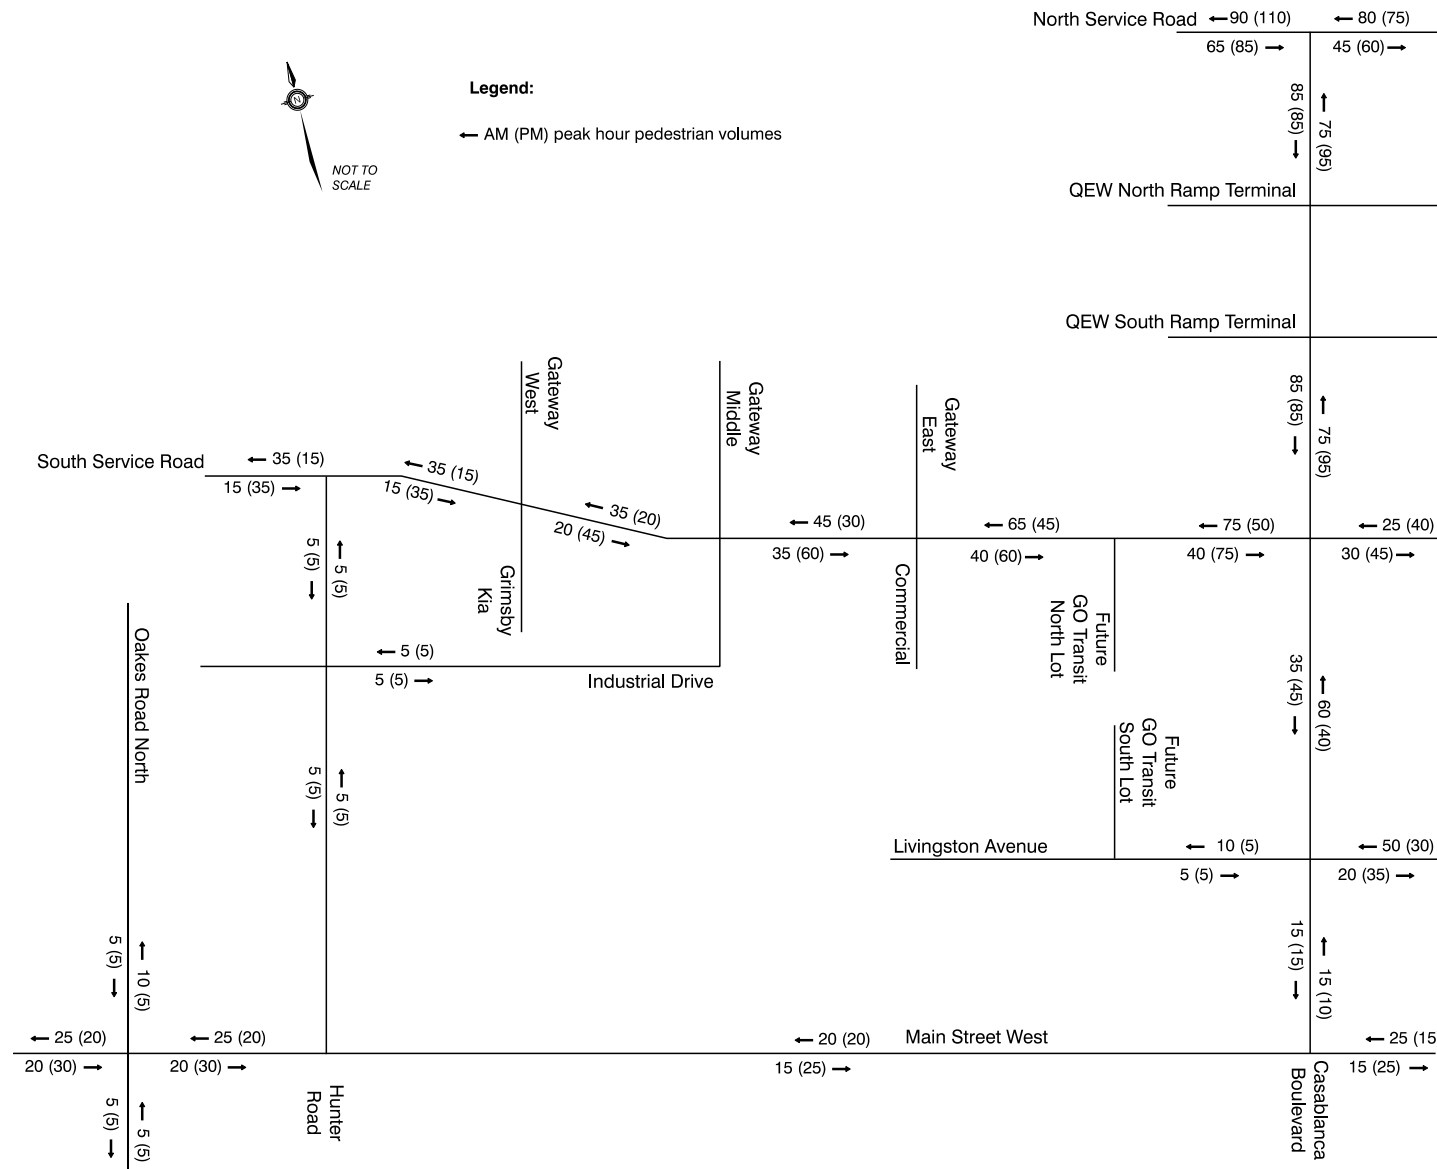 North Service Road
90 (110)
80 (75)
65 (85)
45 (60)
Legend:
AM (PM) peak hour pedestrian volumes
N
NOT TO
SCALE
85 (85)
75 (95)
QEW North Ramp Terminal
QEW South Ramp Terminal
85 (85)
75 (95)
Gateway
West
Gateway
Middle
Gateway
East
South Service Road
35 (15)
15 (35)
35 (15)
15 (35)
35 (20)
20 (45)
45 (30)
35 (60)
65 (45)
40 (60)
75 (50)
40 (75)
25 (40)
30 (45)
5 (5)
5 (5)
Grimsby
Kia
Commercial
Future
GO Transit
North Lot
35 (45)
60 (40)
Oakes Road North
5 (5)
5 (5)
Industrial Drive
5 (5)
5 (5)
Future
GO Transit
South Lot
Livingston Avenue
10 (5)
5 (5)
50 (30)
20 (35)
5 (5)
10 (5)
15 (15)
15 (10)
25 (20)
20 (30)
25 (20)
20 (30)
20 (20)
15 (25)
Main Street West
25 (15
15 (25)
5 (5)
5 (5)
Hunter
Road
Casablanca
Boulevard